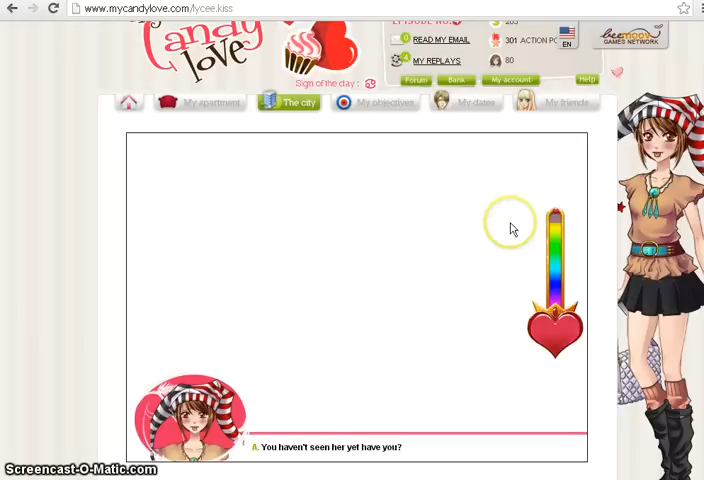 www.mycandylove.com/lycee.kiss
my
Candy
love
EPISODE NO.
READ MY EMAIL
301 ACTION PO
EN
beemoov
GAMES NETWORK
MY REPLAYS
80
Sign of the day :
Forum
Bank
My account
Help
My apartment
The city
My objectives
My dates
My friends
A. You haven't seen her yet have you?
Screencast-O-Matic.com